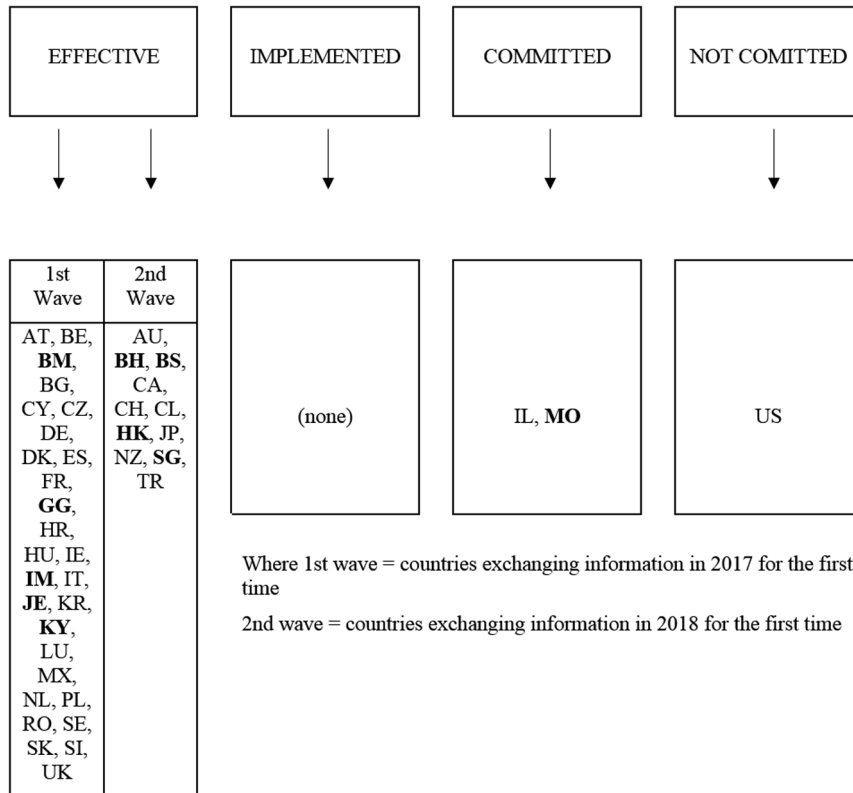 EFFECTIVE
IMPLEMENTED
COMMITTED
NOT COMITTED
1st
Wave
AT, BE,
BM,
BG,
CY, CZ,
DE,
DK, ES,
FR,
GG,
HR,
HU, IE,
IM, IT,
JE, KR,
KY,
LU,
MX,
NL, PL,
RO, SE,
SK, SI,
UK
2nd
Wave
AU,
BH, BS,
CA,
CH, CL,
HK, JP,
NZ, SG,
TR
(none)
IL, MO
US
Where 1st wave = countries exchanging information in 2017 for the first
time
2nd wave = countries exchanging information in 2018 for the first time